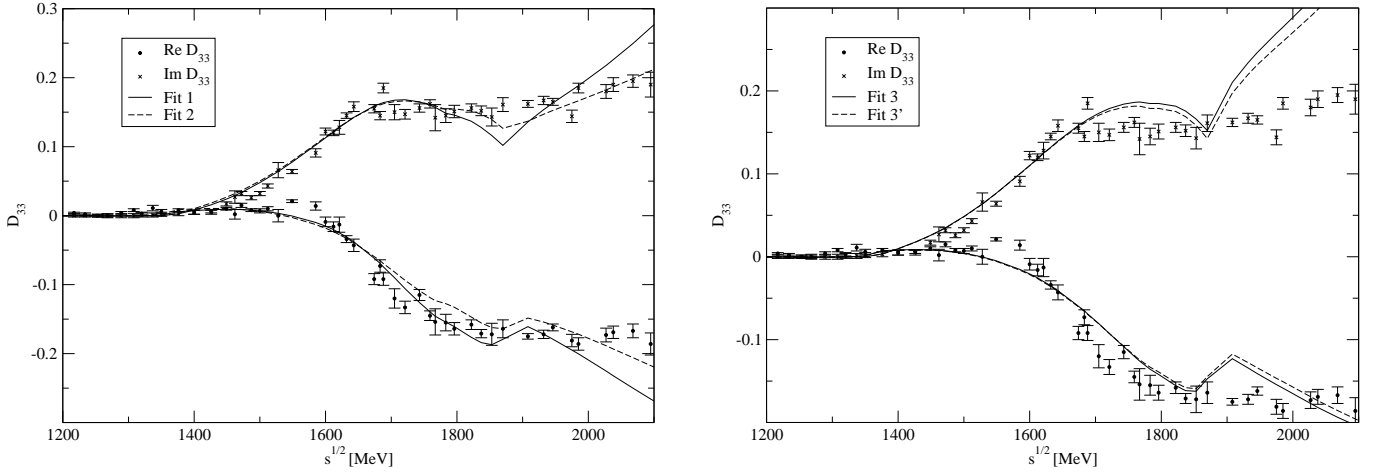 0.3
0.2
0.1
0
-0.1
-0.2
D33
Re D33
Im D33
Fit 1
Fit 2
1200 1400 1600 1800 2000
s1/2 [MeV]
0.2
0.1
0
-0.1
D33
Re D33
Im D33
Fit 3
Fit 3'
1200 1400 1600 1800 2000
s1/2 [MeV]